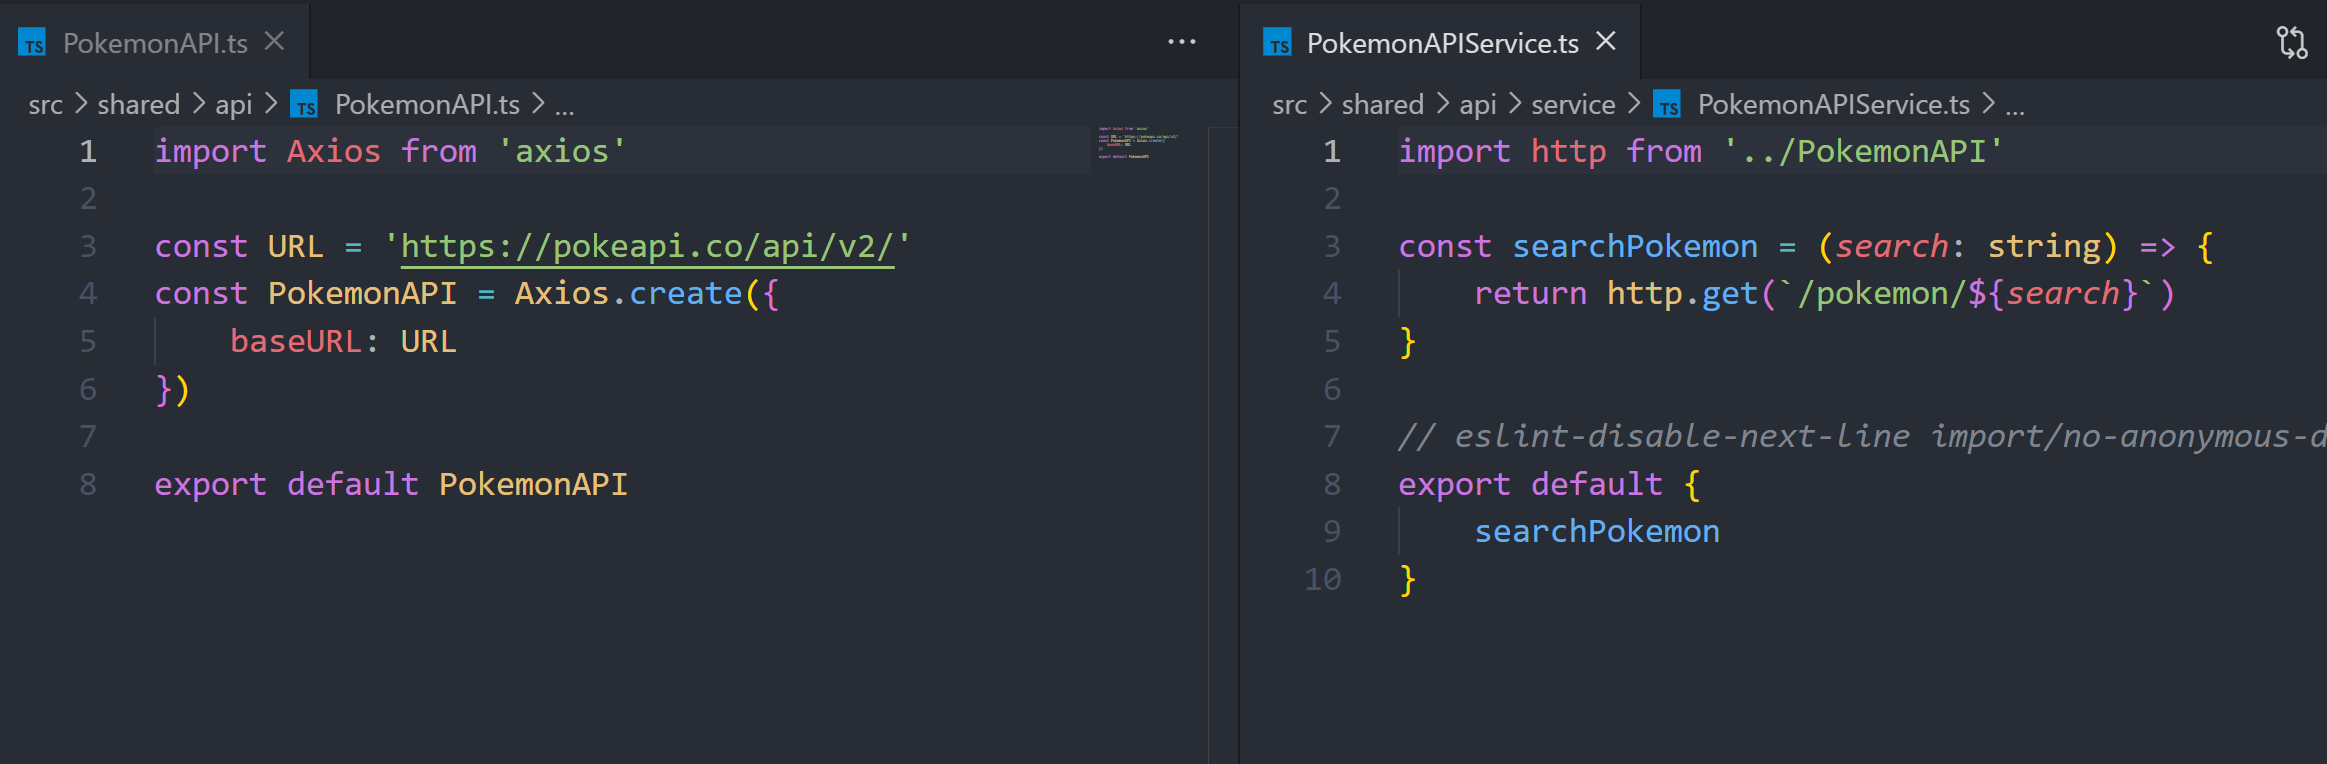 PokemonAPI.ts
src > shared > api > PokemonAPI.ts > ...
1 import Axios from 'axios'
2
3 const URL = 'https://pokeapi.co/api/v2/'
4 const PokemonAPI = Axios.create({
5     baseURL: URL
6 })
7
8 export default PokemonAPI
PokemonAPIService.ts
src > shared > api > service > PokemonAPIService.ts > ...
1 import http from '../PokemonAPI'
2
3 const searchPokemon = (search: string) => {
4     return http.get(`/pokemon/${search}`)
5 }
6
7 // eslint-disable-next-line import/no-anonymous-d
8 export default {
9     searchPokemon
10 }